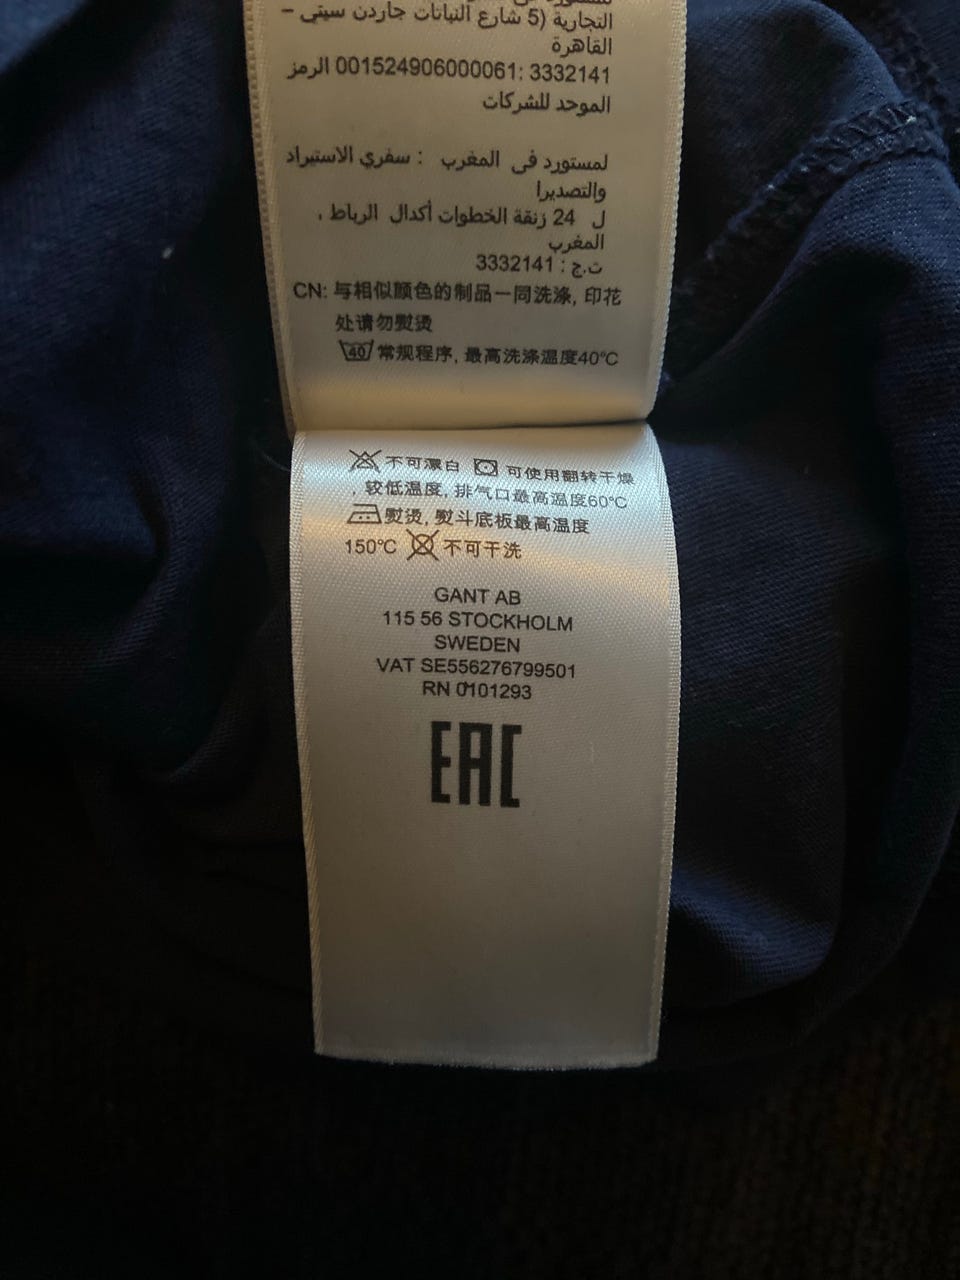 التجارية (5 شارع النباتات جاردن سيتى –
القاهرة
3332141 :001524906000061 الرمز
الموحد للشركات
لمستورد فى المغرب : سفري الاستيراد
والتصديرا
ل 24 زنقة الخطوات أكدال الرباط ،
المغرب
ت.ج : 3332141
CN: 与相似颜色的制品一同洗涤, 印花
处请勿熨烫
40 常规程序, 最高洗涤温度40°C
不可漂白 可使用翻转干燥
, 较低温度, 排气口最高温度60°C
熨烫, 熨斗底板最高温度
150°C 不可干洗
GANT AB
115 56 STOCKHOLM
SWEDEN
VAT SE556276799501
RN 0101293
EAC